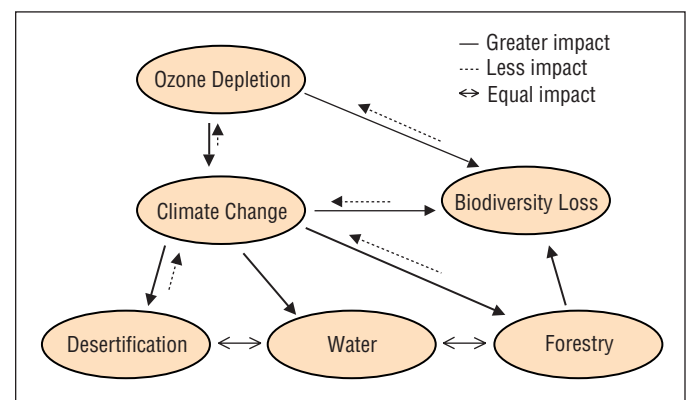 Greater impact
Less impact
Equal impact
Ozone Depletion
Biodiversity Loss
Climate Change
Desertification
Water
Forestry